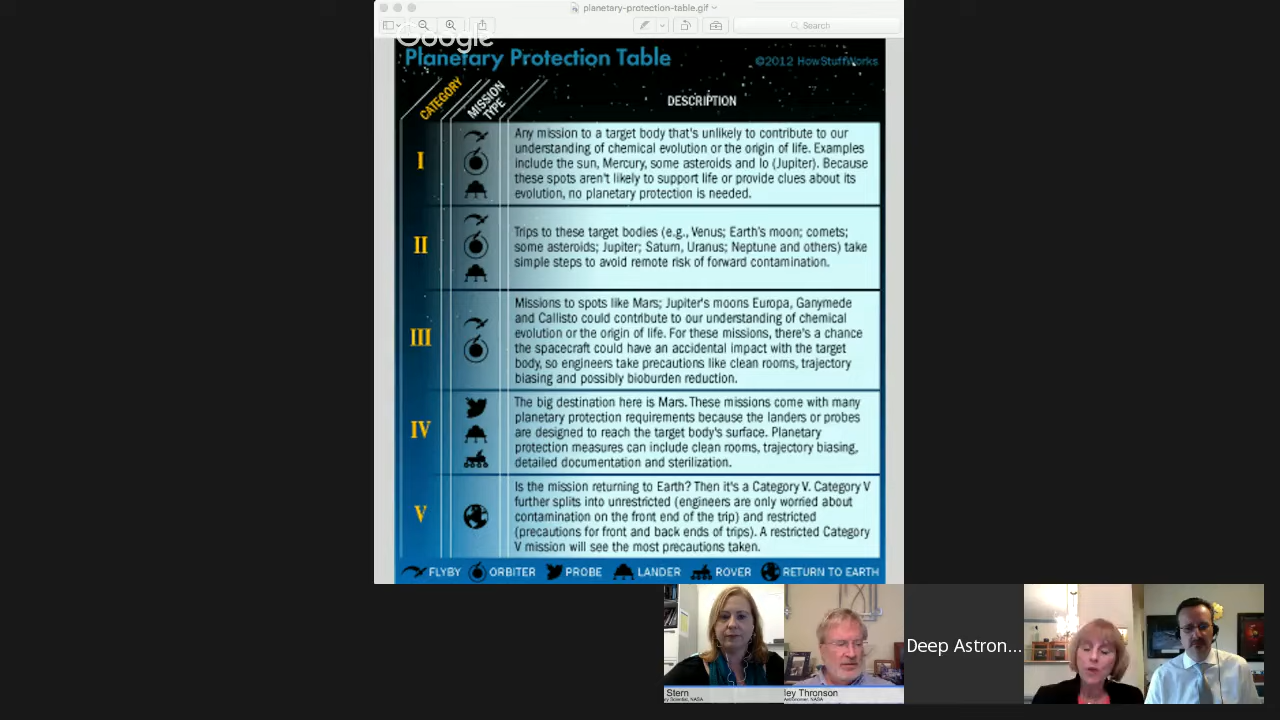 planetary-protection-table.gif
Search
Google
Planetary Protection Table
©2012 HowStuffWorks
CATEGORY
MISSION
TYPE
DESCRIPTION
I
Any mission to a target body that's unlikely to contribute to our
understanding of chemical evolution or the origin of life. Examples
include the sun, Mercury, some asteroids and Io (Jupiter). Because
these spots aren't likely to support life or provide clues about its
evolution, no planetary protection is needed.
II
Trips to these target bodies (e.g., Venus; Earth's moon; comets;
some asteroids; Jupiter; Saturn, Uranus; Neptune and others) take
simple steps to avoid remote risk of forward contamination.
III
Missions to spots like Mars; Jupiter's moons Europa, Ganymede
and Callisto could contribute to our understanding of chemical
evolution or the origin of life. For these missions, there's a chance
the spacecraft could have an accidental impact with the target
body, so engineers take precautions like clean rooms, trajectory
biasing and possibly bioburden reduction.
IV
The big destination here is Mars. These missions come with many
planetary protection requirements because the landers or probes
are designed to reach the target body's surface. Planetary
protection measures can include clean rooms, trajectory biasing,
detailed documentation and sterilization.
V
Is the mission returning to Earth? Then it's a Category V. Category V
further splits into unrestricted (engineers are only worried about
contamination on the front end of the trip) and restricted
(precautions for front and back ends of trips). A restricted Category
V mission will see the most precautions taken.
FLYBY ORBITER PROBE LANDER ROVER RETURN TO EARTH
Deep Astron...
Stern
ley Thronson
NASA
NASA